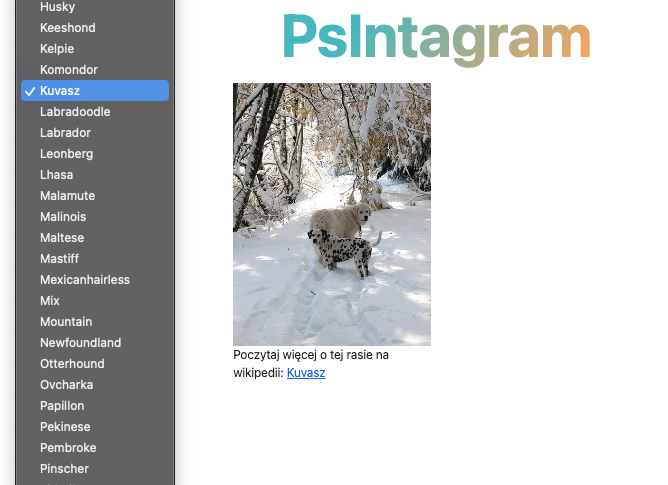 Husky
Keeshond
Kelpie
Komondor
✓ Kuvasz
Labradoodle
Labrador
Leonberg
Lhasa
Malamute
Malinois
Maltese
Mastiff
Mexicanhairless
Mix
Mountain
Newfoundland
Otterhound
Ovcharka
Papillon
Pekinese
Pembroke
Pinscher
PsIntagram
Poczytaj więcej o tej rasie na
wikipedii: Kuvasz